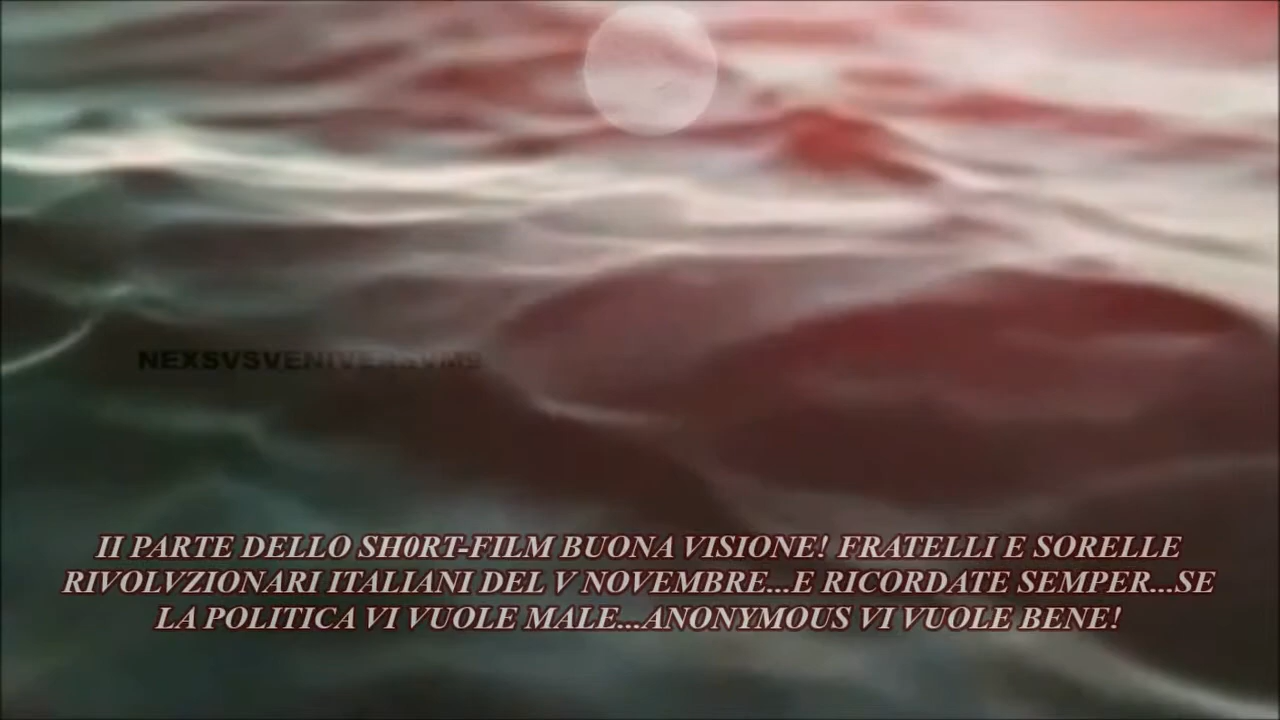 II PARTE DELLO SH0RT-FILM BUONA VISIONE! FRATELLI E SORELLE
RIVOLVZIONARI ITALIANI DEL V NOVEMBRE...E RICORDATE SEMPER...SE
LA POLITICA VI VUOLE MALE...ANONYMOUS VI VUOLE BENE!